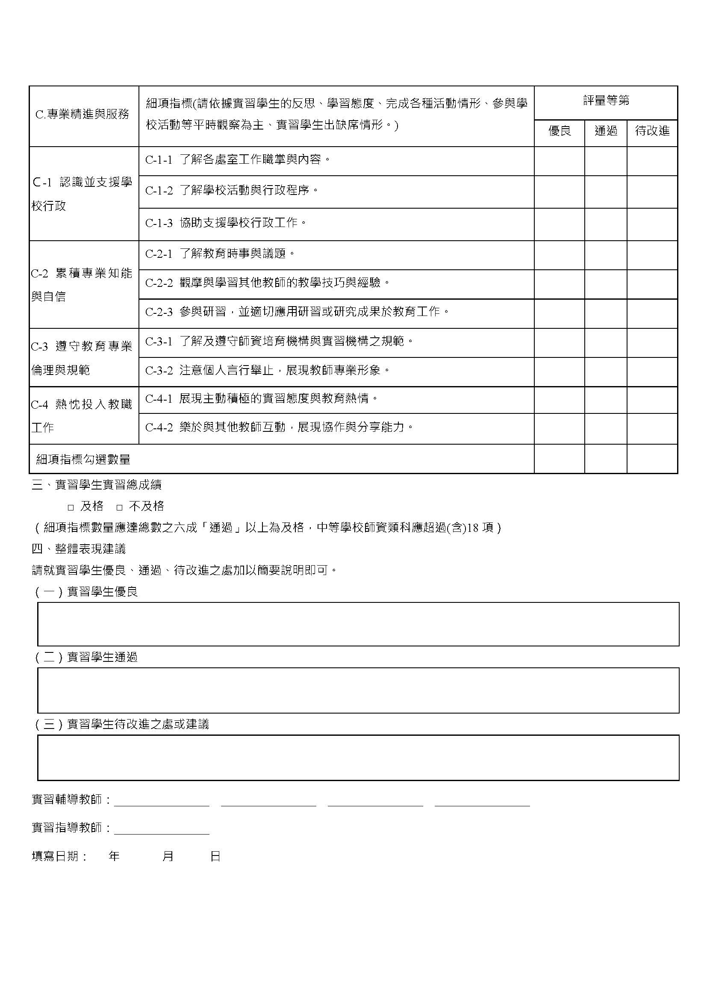 C.專業精進與服務
細項指標(請依據實習學生的反思、學習態度、完成各種活動情形、參與學
校活動等平時觀察為主、實習學生出缺席情形。)
評量等第
優良 通過 待改進
C-1 認識並支援學
校行政
C-1-1 了解各處室工作職掌與內容。
C-1-2 了解學校活動與行政程序。
C-1-3 協助支援學校行政工作。
C-2 累積專業知能
與自信
C-2-1 了解教育時事與議題。
C-2-2 觀摩與學習其他教師的教學技巧與經驗。
C-2-3 參與研習，並適切應用研習或研究成果於教育工作。
C-3 遵守教育專業
倫理與規範
C-3-1 了解及遵守師資培育機構與實習機構之規範。
C-3-2 注意個人言行舉止，展現教師專業形象。
C-4 熱忱投入教職
工作
C-4-1 展現主動積極的實習態度與教育熱情。
C-4-2 樂於與其他教師互動，展現協作與分享能力。
細項指標勾選數量
三、實習學生實習總成績
□ 及格 □ 不及格
（細項指標數量應達總數之六成「通過」以上為及格，中等學校師資類科應超過(含)18 項）
四、整體表現建議
請就實習學生優良、通過、待改進之處加以簡要說明即可。
（一）實習學生優良
（二）實習學生通過
（三）實習學生待改進之處或建議
實習輔導教師：
實習指導教師：
填寫日期： 年 月 日